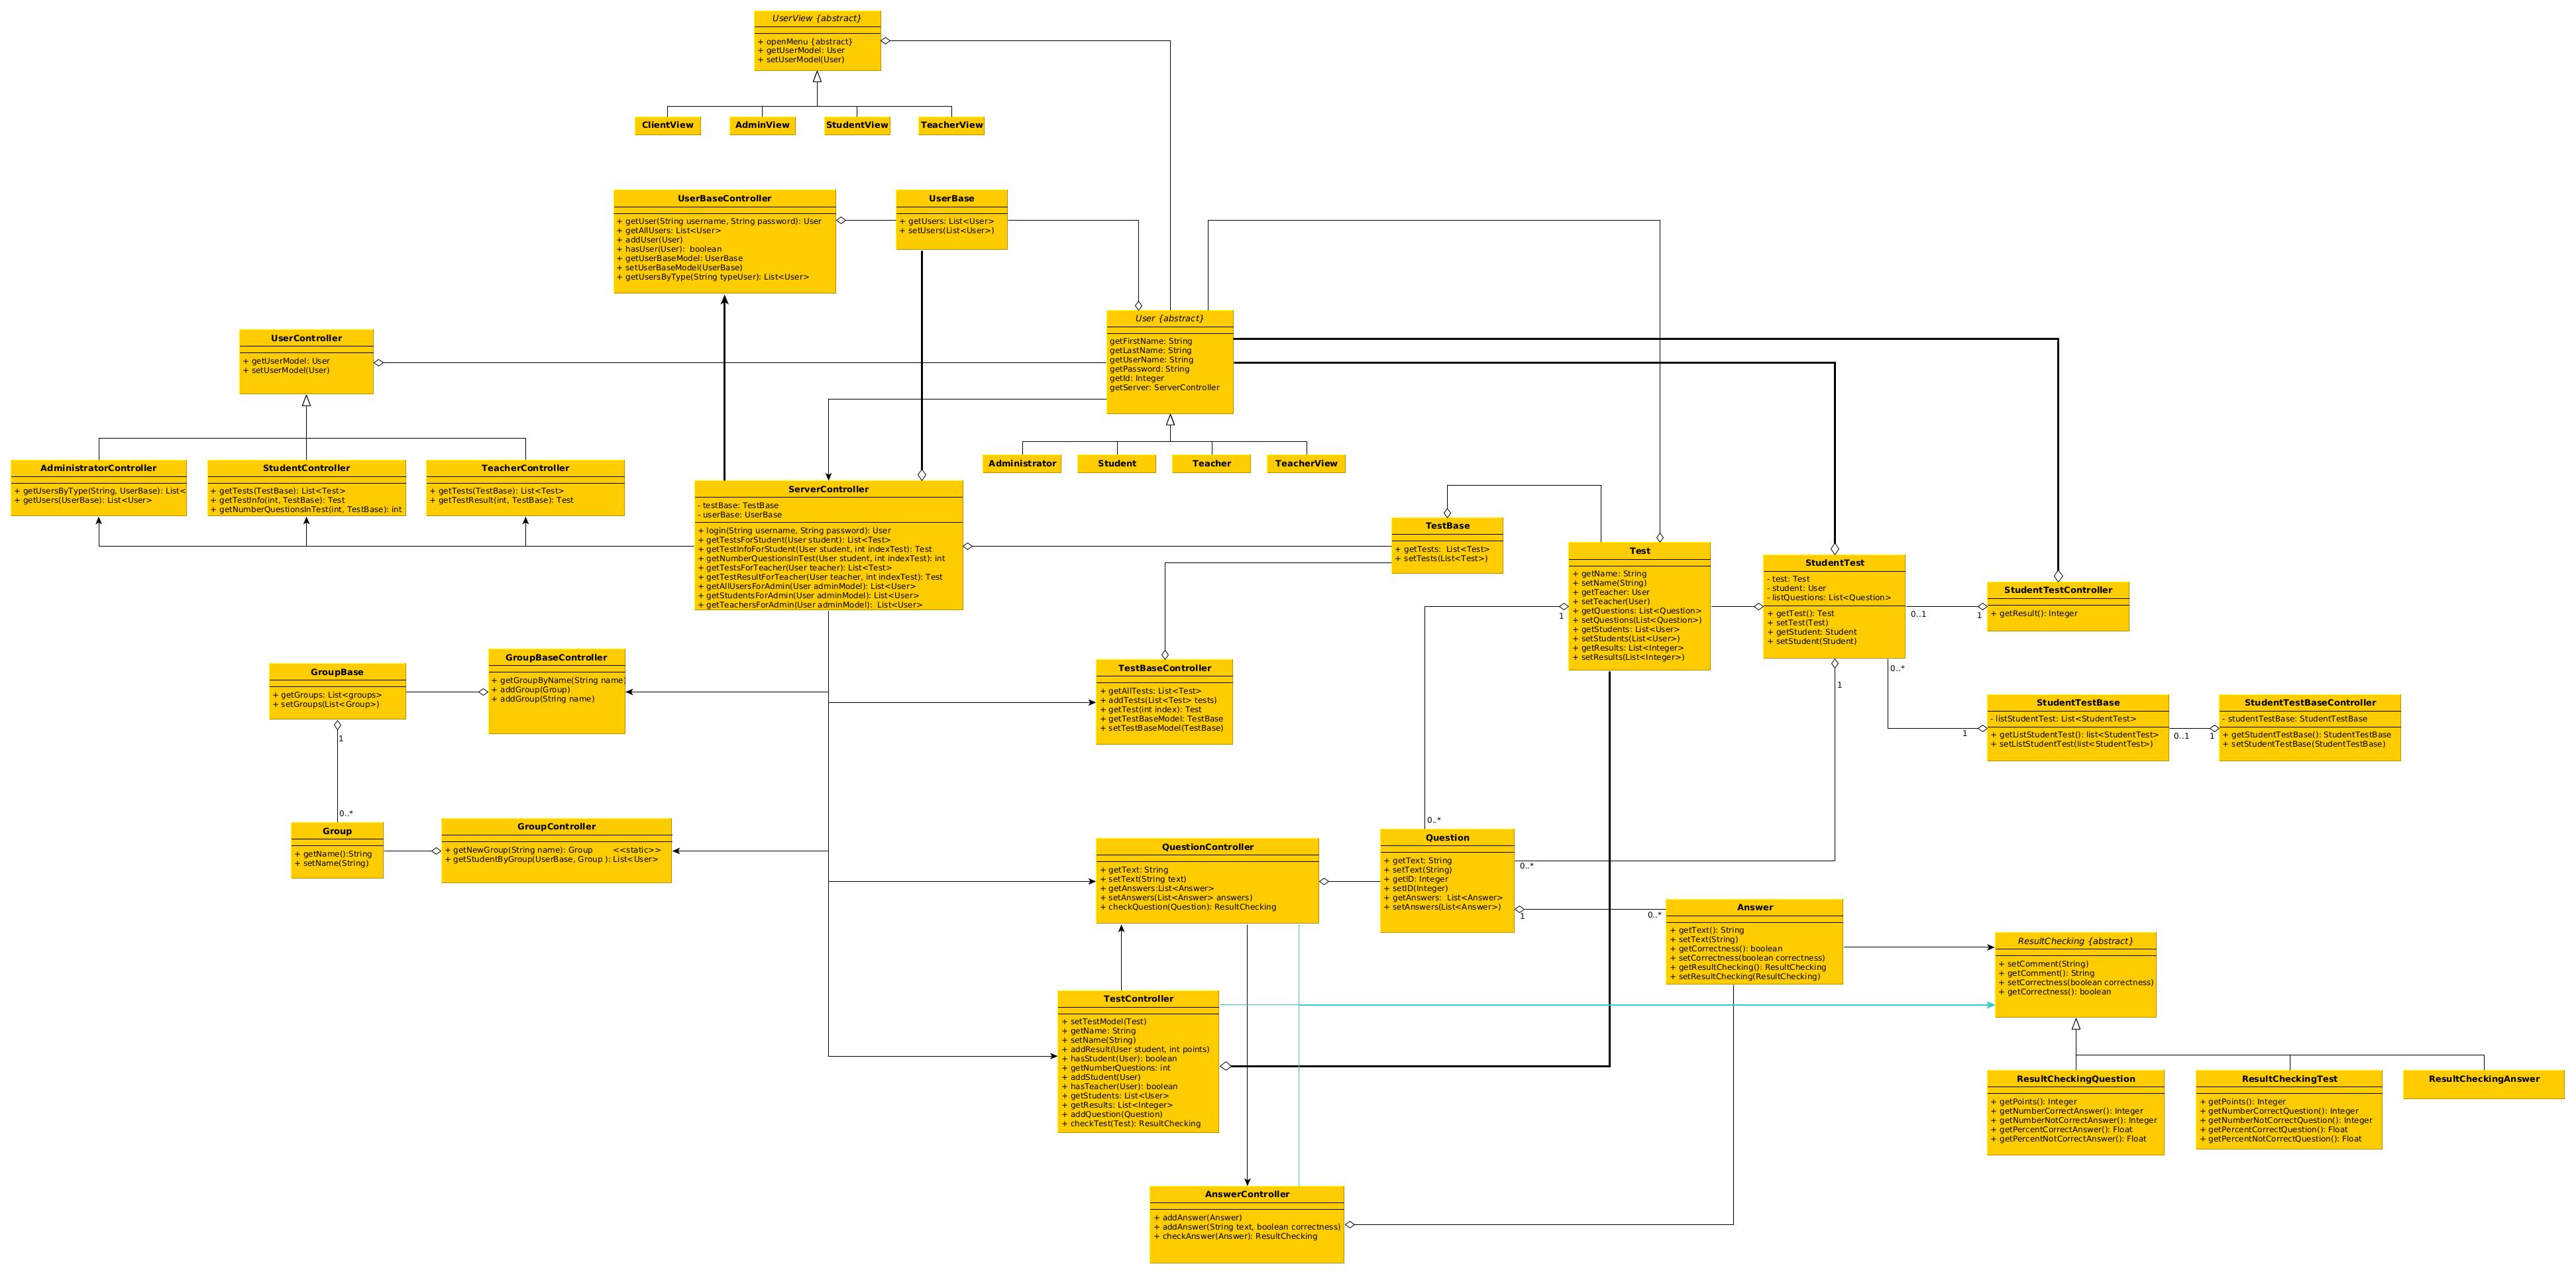 UserView {abstract}
+ openMenu {abstract}
+ getUserModel: User
+ setUserModel(User)
ClientView
AdminView
StudentView
TeacherView
UserBaseController
+ getUser(String username, String password): User
+ getAllUsers: List<User>
+ addUser(User)
+ hasUser(User):  boolean
+ getUserBaseModel: UserBase
+ setUserBaseModel(UserBase)
+ getUsersByType(String typeUser): List<User>
UserBase
+ getUsers: List<User>
+ setUsers(List<User>)
User {abstract}
getFirstName: String
getLastName: String
getUserName: String
getPassword: String
getId: Integer
getServer: ServerController
UserController
+ getUserModel: User
+ setUserModel(User)
Administrator
Student
Teacher
TeacherView
AdministratorController
+ getUsersByType(String, UserBase): List<
+ getUsers(UserBase): List<User>
StudentController
+ getTests(TestBase): List<Test>
+ getTestInfo(int, TestBase): Test
+ getNumberQuestionsInTest(int, TestBase): int
TeacherController
+ getTests(TestBase): List<Test>
+ getTestResult(int, TestBase): Test
ServerController
- testBase: TestBase
- userBase: UserBase
+ login(String username, String password): User
+ getTestsForStudent(User student): List<Test>
+ getTestInfoForStudent(User student, int indexTest): Test
+ getNumberQuestionsInTest(User student, int indexTest): int
+ getTestsForTeacher(User teacher): List<Test>
+ getTestResultForTeacher(User teacher, int indexTest): Test
+ getAllUsersForAdmin(User adminModel): List<User>
+ getStudentsForAdmin(User adminModel): List<User>
+ getTeachersForAdmin(User adminModel):  List<User>
TestBase
+ getTests:  List<Test>
+ setTests(List<Test>)
Test
+ getName: String
+ setName(String)
+ getTeacher: User
+ setTeacher(User)
+ getQuestions: List<Question>
+ setQuestions(List<Question>)
+ getStudents: List<User>
+ setStudents(List<User>)
+ getResults: List<Integer>
+ setResults(List<Integer>)
1
StudentTest
- test: Test
- student: User
- listQuestions: List<Question>
+ getTest(): Test
+ setTest(Test)
+ getStudent: Student
+ setStudent(Student)
0..1
1
StudentTestController
+ getResult(): Integer
0..*
1
GroupBase
+ getGroups: List<groups>
+ setGroups(List<Group>)
1
GroupBaseController
+ getGroupByName(String name)
+ addGroup(Group)
+ addGroup(String name)
TestBaseController
+ getAllTests: List<Test>
+ addTests(List<Test> tests)
+ getTest(int index): Test
+ getTestBaseModel: TestBase
+ setTestBaseModel(TestBase)
StudentTestBase
- listStudentTest: List<StudentTest>
+ getListStudentTest(): list<StudentTest>
+ setListStudentTest(list<StudentTest>)
1
0..1
1
StudentTestBaseController
- studentTestBase: StudentTestBase
+ getStudentTestBase(): StudentTestBase
+ setStudentTestBase(StudentTestBase)
0..*
Group
+ getName():String
+ setName(String)
GroupController
+ getNewGroup(String name): Group        <<static>>
+ getStudentByGroup(UserBase, Group ): List<User>
QuestionController
+ getText: String
+ setText(String text)
+ getAnswers:List<Answer>
+ setAnswers(List<Answer> answers)
+ checkQuestion(Question): ResultChecking
0..*
Question
+ getText: String
+ setText(String)
+ getID: Integer
+ setID(Integer)
+ getAnswers:  List<Answer>
+ setAnswers(List<Answer>)
0..*
1
0..*
Answer
+ getText(): String
+ setText(String)
+ getCorrectness(): boolean
+ setCorrectness(boolean correctness)
+ getResultChecking(): ResultChecking
+ setResultChecking(ResultChecking)
ResultChecking {abstract}
+ setComment(String)
+ getComment(): String
+ setCorrectness(boolean correctness)
+ getCorrectness(): boolean
TestController
+ setTestModel(Test)
+ getName: String
+ setName(String)
+ addResult(User student, int points)
+ hasStudent(User): boolean
+ getNumberQuestions: int
+ addStudent(User)
+ hasTeacher(User): boolean
+ getStudents: List<User>
+ getResults: List<Integer>
+ addQuestion(Question)
+ checkTest(Test): ResultChecking
ResultCheckingQuestion
+ getPoints(): Integer
+ getNumberCorrectAnswer(): Integer
+ getNumberNotCorrectAnswer(): Integer
+ getPercentCorrectAnswer(): Float
+ getPercentNotCorrectAnswer(): Float
ResultCheckingTest
+ getPoints(): Integer
+ getNumberCorrectQuestion(): Integer
+ getNumberNotCorrectQuestion(): Integer
+ getPercentCorrectQuestion(): Float
+ getPercentNotCorrectQuestion(): Float
ResultCheckingAnswer
AnswerController
+ addAnswer(Answer)
+ addAnswer(String text, boolean correctness)
+ checkAnswer(Answer): ResultChecking